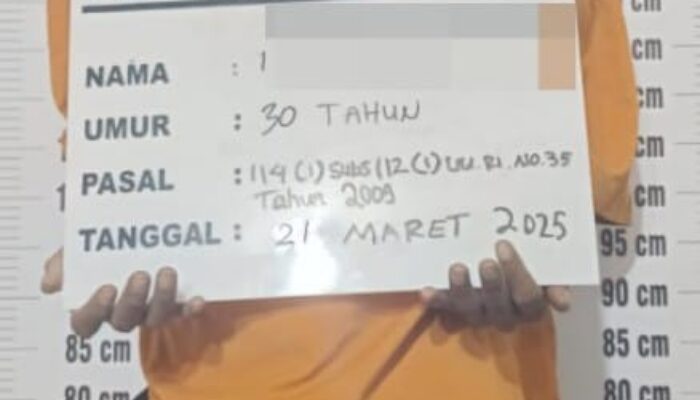 NAMA :
UMUR : 30 TAHUN
PASAL : 114 (1) Subs 112 (1) UU. RI. NO. 35
Tahun 2009
TANGGAL : 21 MARET 2025
cm
cm
cm
cm
cm
95 cm
90 cm
85 cm
85 cm
80 cm
80 cm